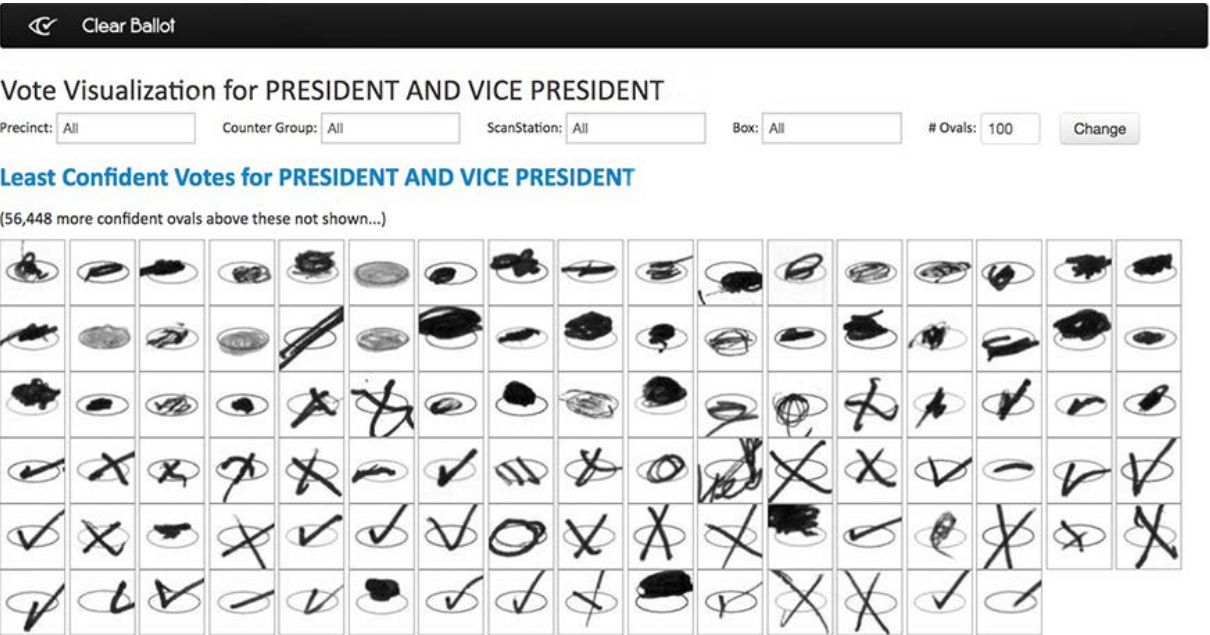 Clear Ballot
Vote Visualization for PRESIDENT AND VICE PRESIDENT
Precinct: All Counter Group: All ScanStation: All Box: All # Ovals: 100 Change
Least Confident Votes for PRESIDENT AND VICE PRESIDENT
(56,448 more confident ovals above these not shown...)